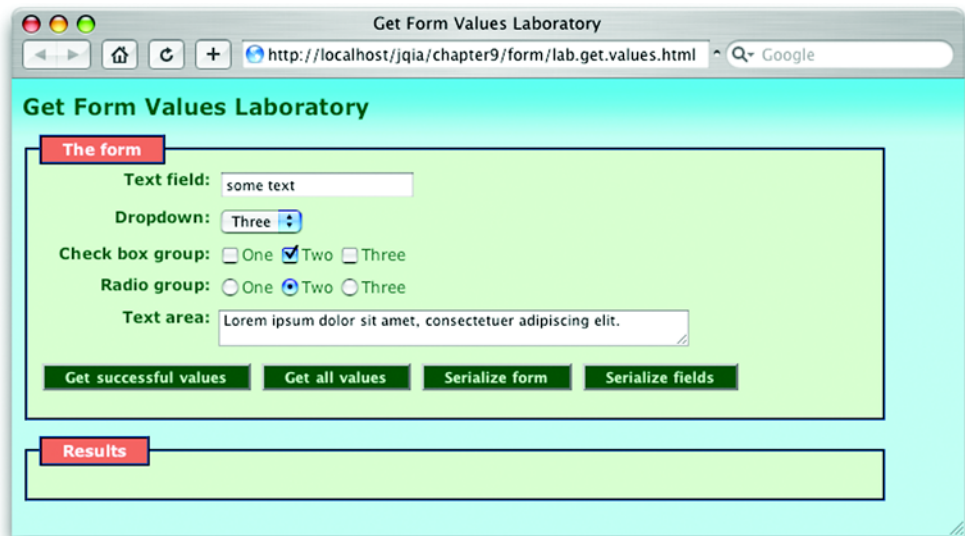 Get Form Values Laboratory
http://localhost/jqia/chapter9/form/lab.get.values.html
Google
Get Form Values Laboratory
The form
Text field: some text
Dropdown: Three
Check box group: One Two Three
Radio group: One Two Three
Text area: Lorem ipsum dolor sit amet, consectetuer adipiscing elit.
Get successful values Get all values Serialize form Serialize fields
Results